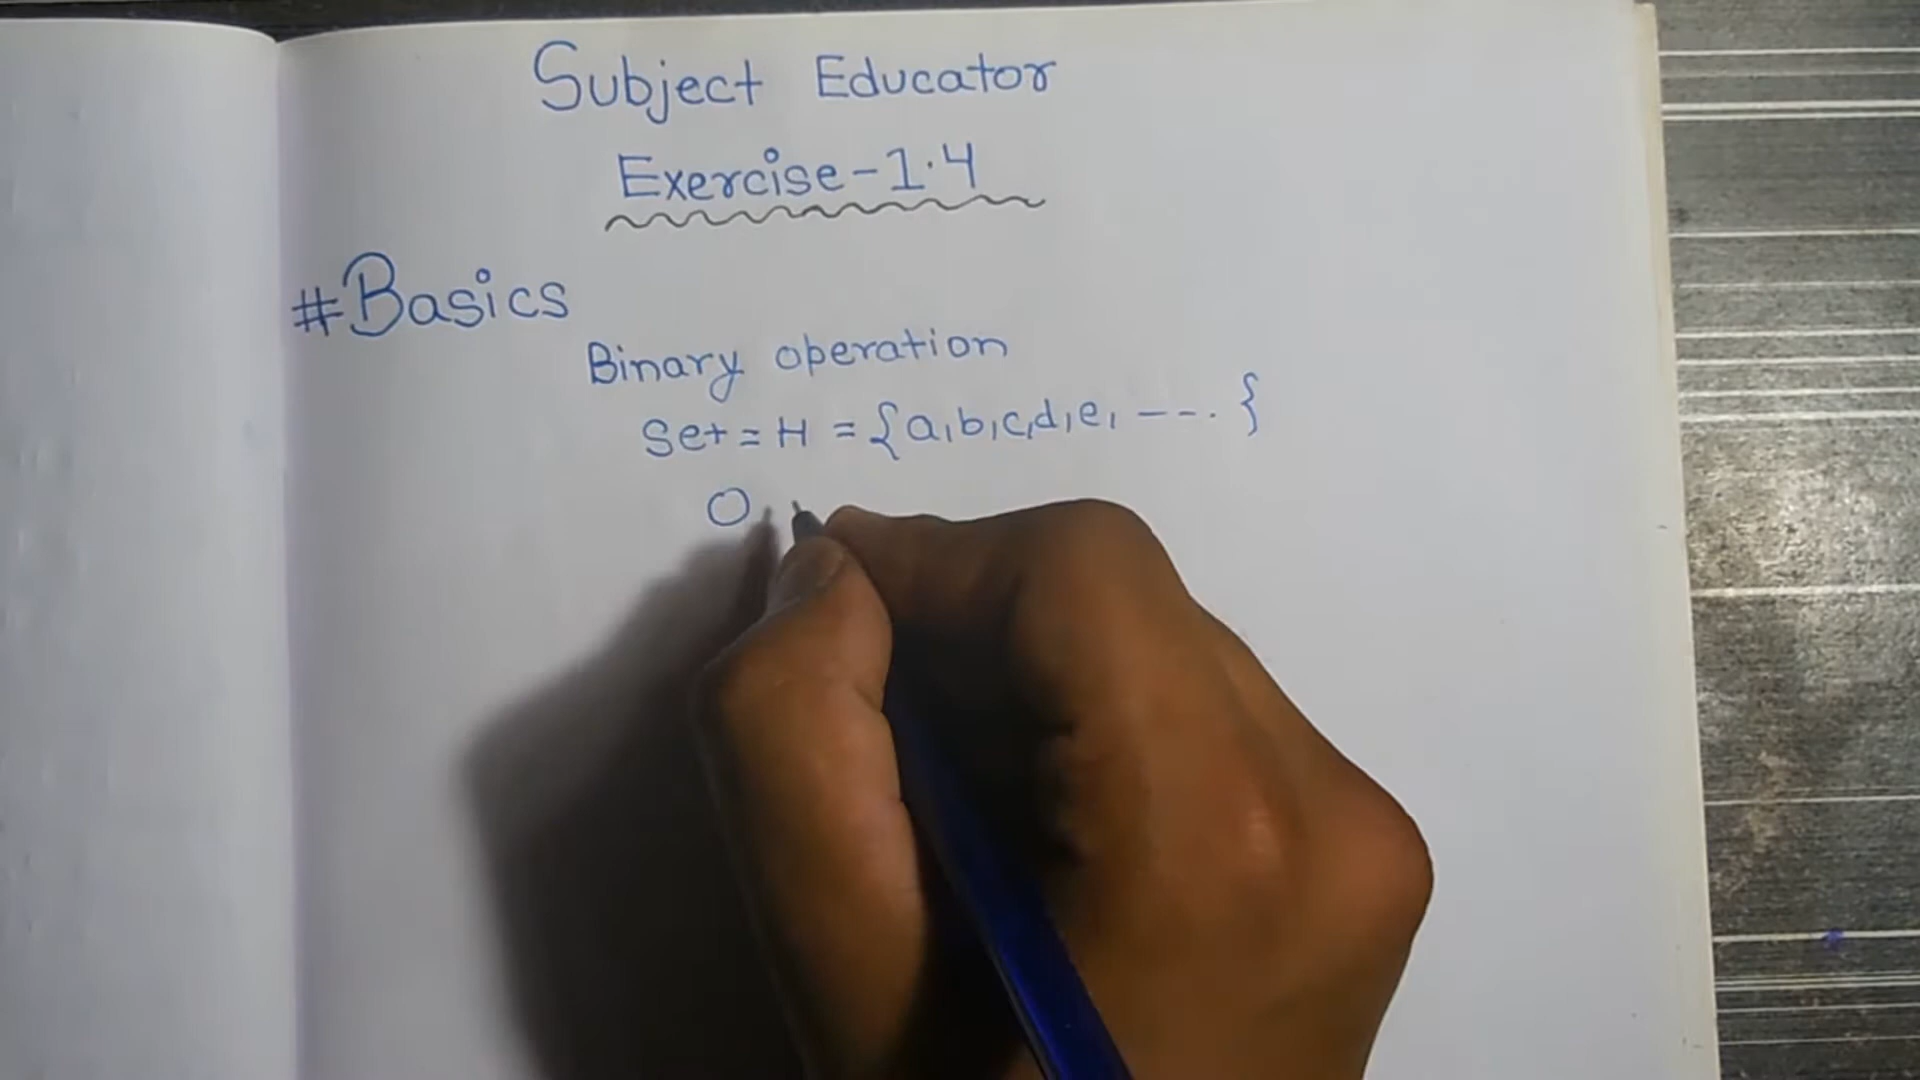 Subject Educator
Exercise-1.4
#Basics
Binary operation
Set = H = {a,b,c,d,e, ---. }
O